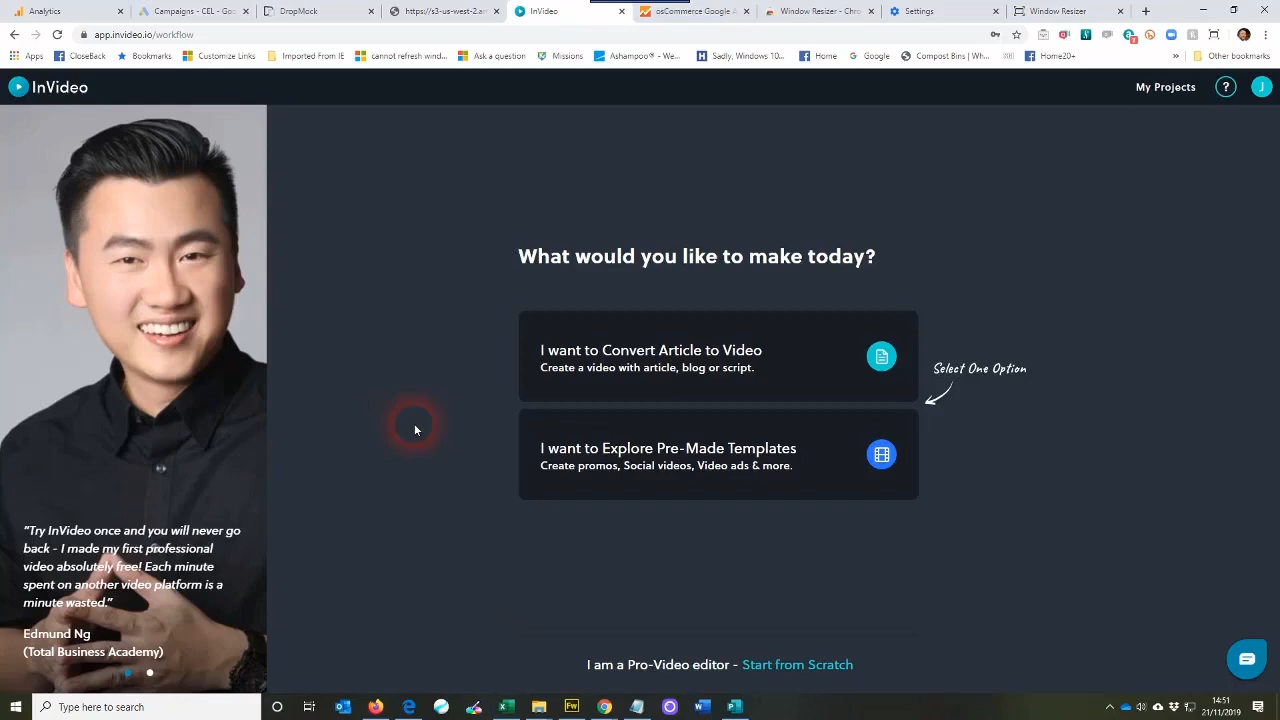 Analytics
Campaigns - CEL - Go
DropMock
https://s3-us-west-2.a
InVideo
osCommerce Google A
Window Resizer - Chro
Settings
Window Resizer
app.invideo.io/workflow
Apps
CloseBack
Bookmarks
Customize Links
Imported From IE
cannot refresh wind...
Ask a question
Missions
Ashampoo® - We...
Sadly, 10 Windows...
Home
Google
Compost Bins | Wh...
Home20+
»
Other bookmarks
InVideo
My Projects
?
J
What would you like to make today?
I want to Convert Article to Video
Create a video with article, blog or script.
Select One Option
I want to Explore Pre-Made Templates
Create promos, Social videos, Video ads & more.
"Try InVideo once and you will never go
back - I made my first professional
video absolutely free! Each minute
spent on another video platform is a
minute wasted."
Edmund Ng
(Total Business Academy)
I am a Pro-Video editor - Start from Scratch
Type here to search
14:51
21/11/2019